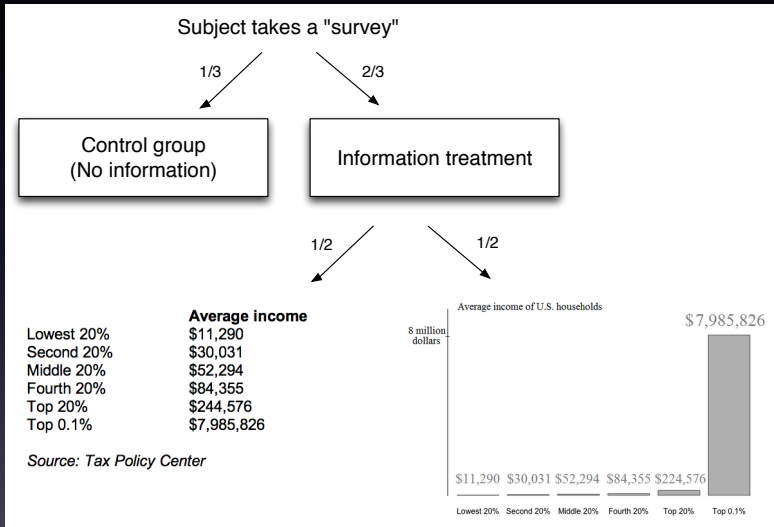 Subject takes a "survey"
1/3
2/3
Control group
(No information)
Information treatment
1/2
1/2
Average income
Lowest 20% $11,290
Second 20% $30,031
Middle 20% $52,294
Fourth 20% $84,355
Top 20% $244,576
Top 0.1% $7,985,826
Source: Tax Policy Center
Average income of U.S. households
8 million
dollars
$7,985,826
$11,290 $30,031 $52,294 $84,355 $224,576
Lowest 20% Second 20% Middle 20% Fourth 20% Top 20% Top 0.1%